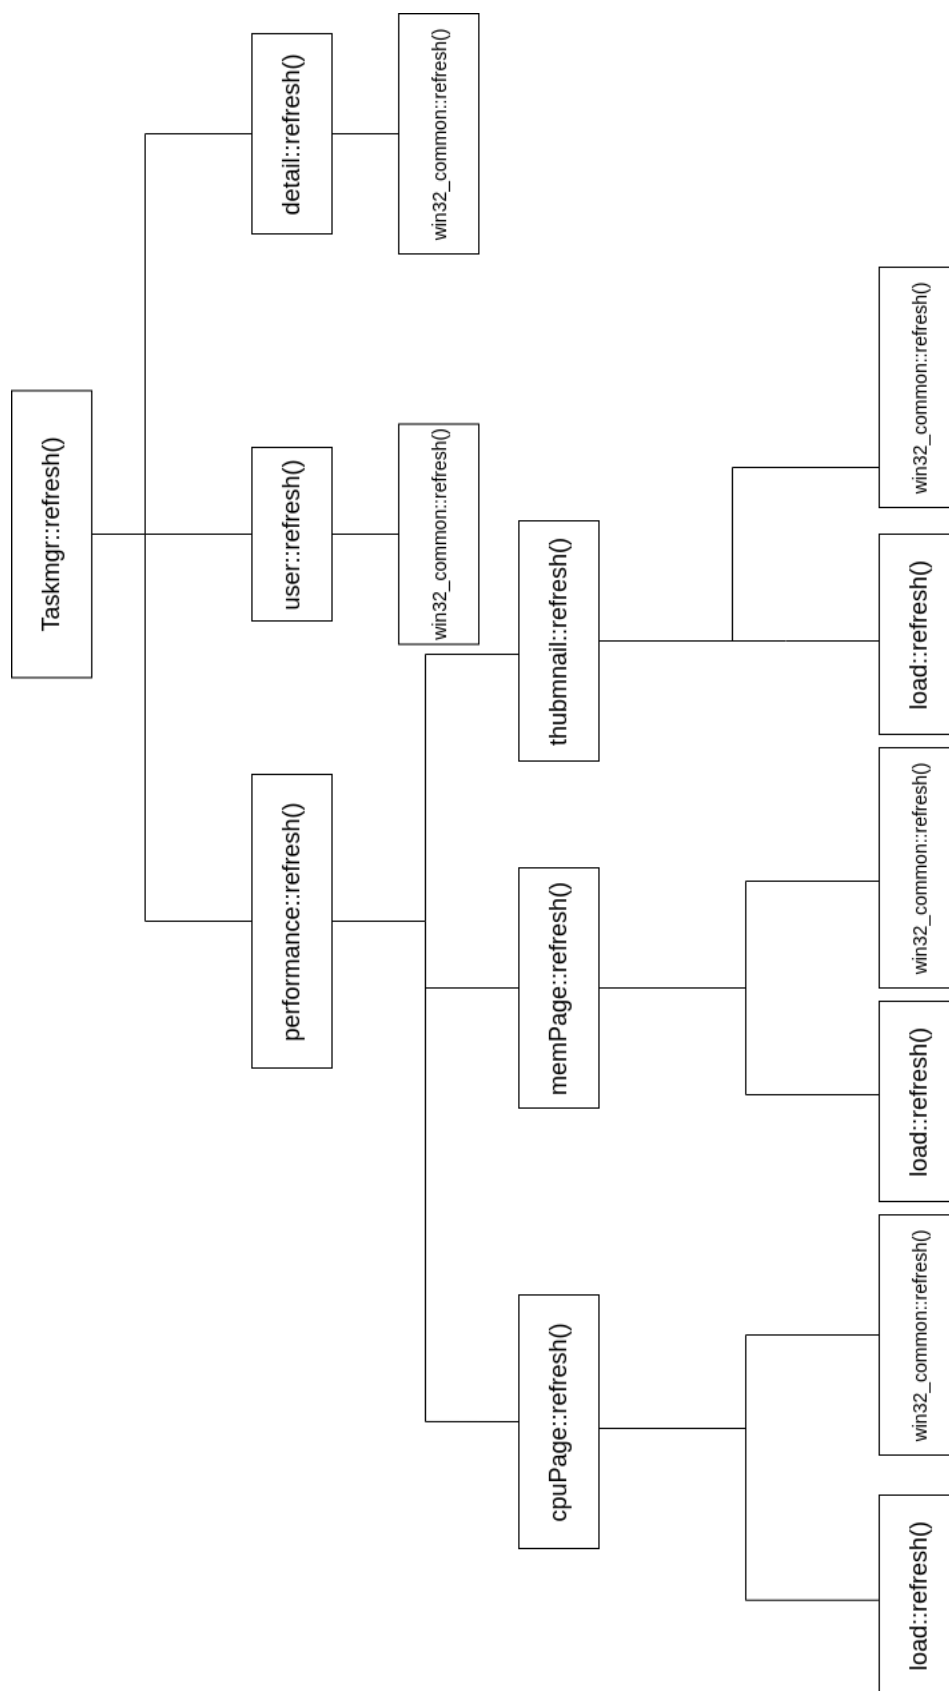 Taskmgr::refresh()
performance::refresh()
user::refresh()
detail::refresh()
win32_common::refresh()
win32_common::refresh()
cpuPage::refresh()
memPage::refresh()
thubmnail::refresh()
load::refresh()
win32_common::refresh()
load::refresh()
win32_common::refresh()
load::refresh()
win32_common::refresh()